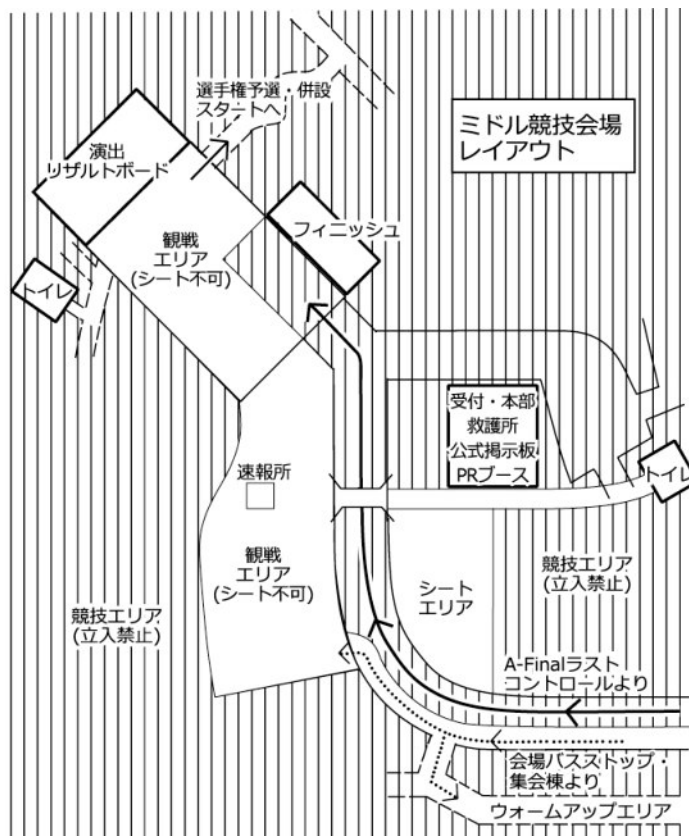 選手権予選・併設
スタートへ
ミドル競技会場
レイアウト
演出
リザルトボード
フィニッシュ
観戦
エリア
(シート不可)
トイレ
受付・本部
救護所
公式掲示板
PRブース
トイレ
速報所
観戦
エリア
(シート不可)
シート
エリア
競技エリア
(立入禁止)
競技エリア
(立入禁止)
A-Finalラスト
コントロールより
会場バスストップ・
集会棟より
ウォームアップエリア